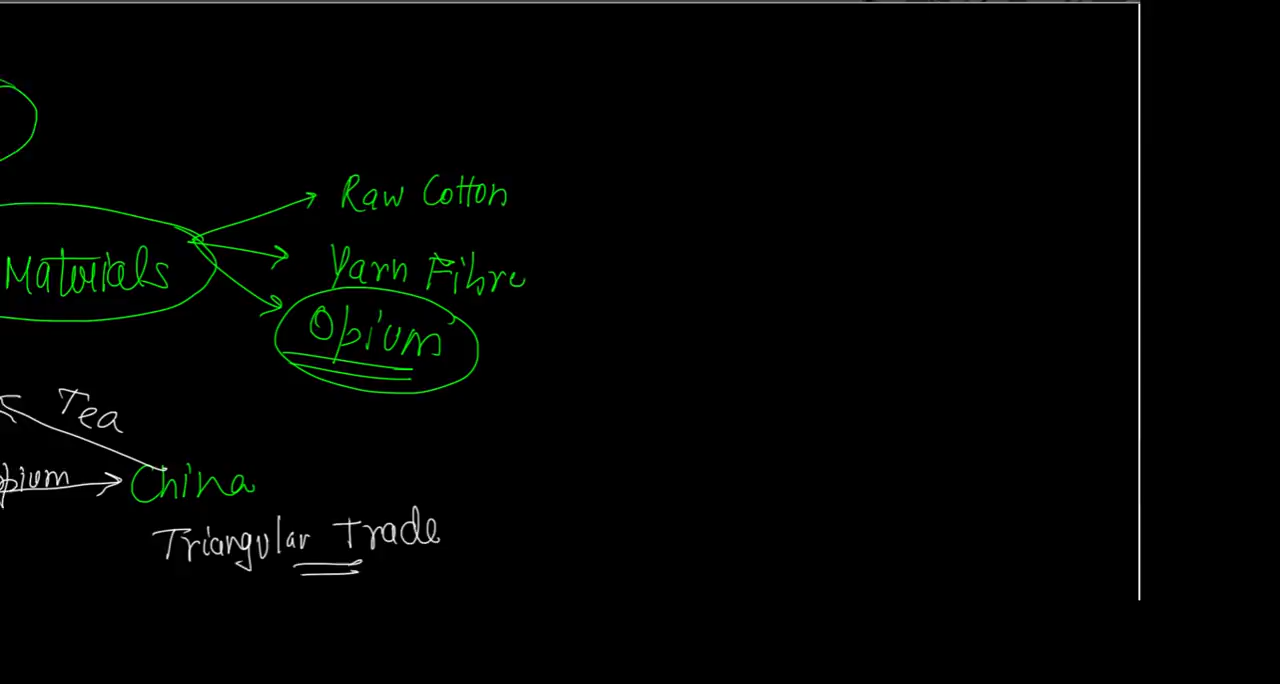 Raw Cotton
Materials
Yarn Fibre
Opium
Tea
pium
China
Triangular Trade